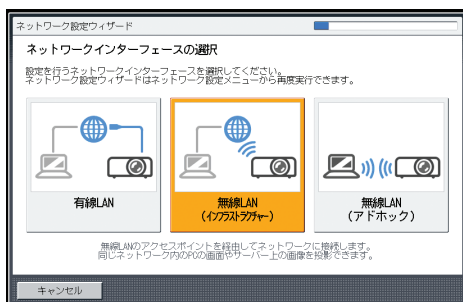 ネットワーク設定ウィザード
ネットワークインターフェースの選択
設定を行うネットワークインターフェースを選択してください。
ネットワーク設定ウィザードはネットワーク設定メニューから再度実行できます。
有線LAN
無線LAN
(インフラストラクチャー)
無線LAN
(アドホック)
無線LANのアクセスポイントを経由してネットワークに接続します。
同じネットワーク内のPCの画面やサーバー上の画像を投影できます。
キャンセル